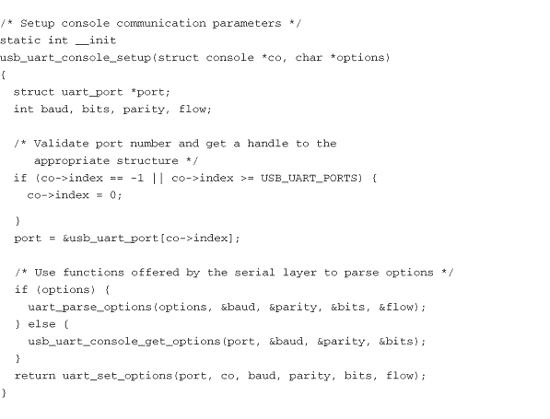 /* Setup console communication parameters */
static int __init
usb_uart_console_setup(struct console *co, char *options)
{
  struct uart_port *port;
  int baud, bits, parity, flow;

  /* Validate port number and get a handle to the
     appropriate structure */
  if (co->index == -1 || co->index >= USB_UART_PORTS) {
    co->index = 0;

  }
  port = &usb_uart_port[co->index];

  /* Use functions offered by the serial layer to parse options */
  if (options) {
    uart_parse_options(options, &baud, &parity, &bits, &flow);
  } else {
    usb_uart_console_get_options(port, &baud, &parity, &bits);
  }
  return uart_set_options(port, co, baud, parity, bits, flow);
}